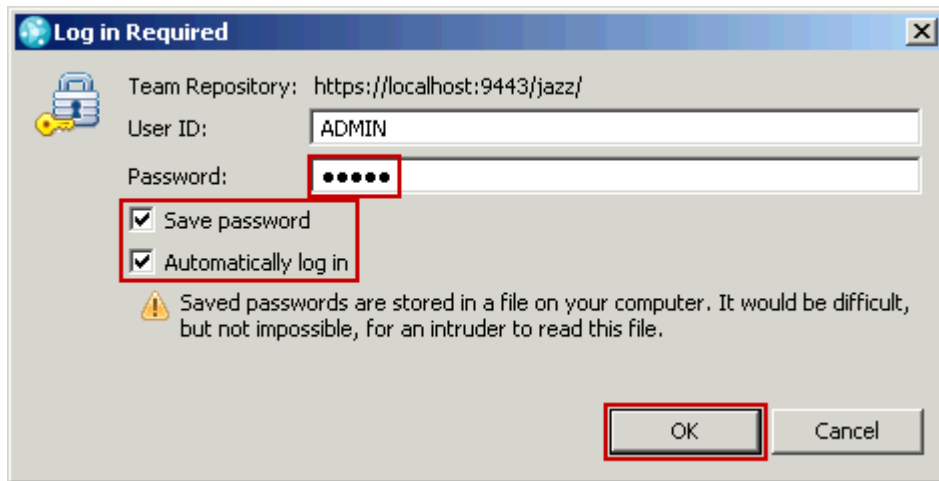 Log in Required
Team Repository: https://localhost:9443/jazz/
User ID: ADMIN
Password: •••••
Save password
Automatically log in
Saved passwords are stored in a file on your computer. It would be difficult,
but not impossible, for an intruder to read this file.
OK Cancel